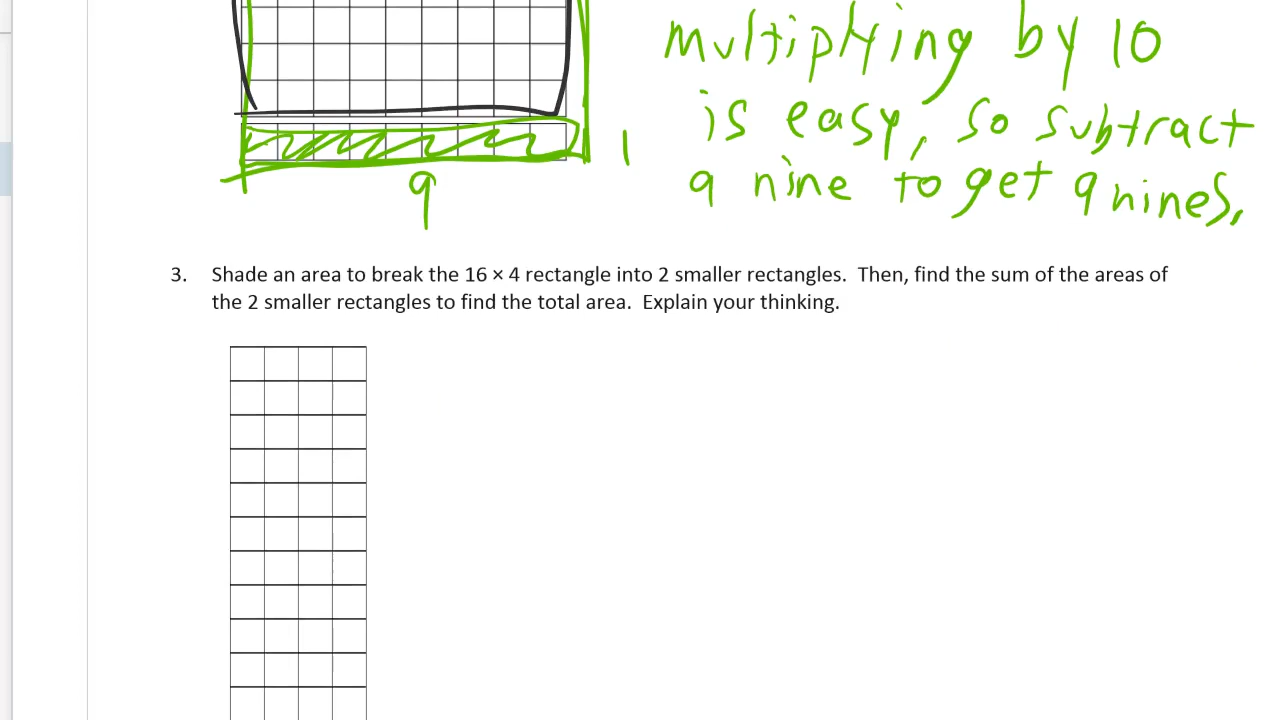 multiplying by 10
is easy, so subtract
1
a nine to get 9 nines.
9
3. Shade an area to break the 16 × 4 rectangle into 2 smaller rectangles. Then, find the sum of the areas of
the 2 smaller rectangles to find the total area. Explain your thinking.